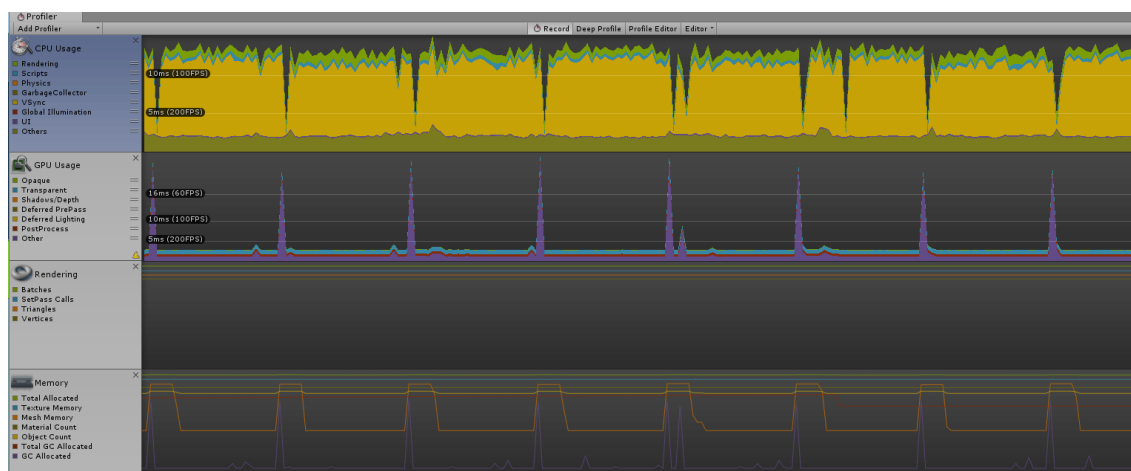 Profiler
Add Profiler
Record Deep Profile Profile Editor Editor
CPU Usage
Rendering
Scripts
Physics
GarbageCollector
VSync
Global Illumination
UI
Others
10ms (100FPS)
5ms (200FPS)
GPU Usage
Opaque
Transparent
Shadows/Depth
Deferred PrePass
Deferred Lighting
PostProcess
Other
16ms (60FPS)
10ms (100FPS)
5ms (200FPS)
Rendering
Batches
SetPass Calls
Triangles
Vertices
Memory
Total Allocated
Texture Memory
Mesh Memory
Material Count
Object Count
Total GC Allocated
GC Allocated